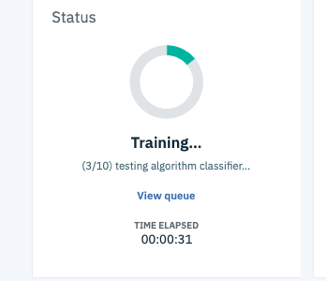 Status
Training...
(3/10) testing algorithm classifier...
View queue
TIME ELAPSED
00:00:31